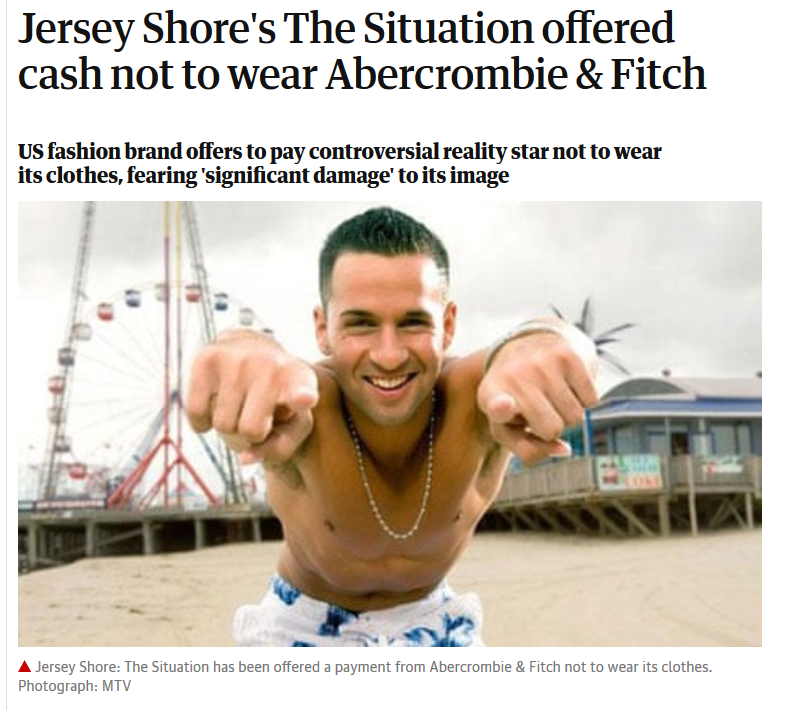 Jersey Shore's The Situation offered
cash not to wear Abercrombie & Fitch
US fashion brand offers to pay controversial reality star not to wear
its clothes, fearing 'significant damage' to its image
COKE
Jersey Shore: The Situation has been offered a payment from Abercrombie & Fitch not to wear its clothes.
Photograph: MTV